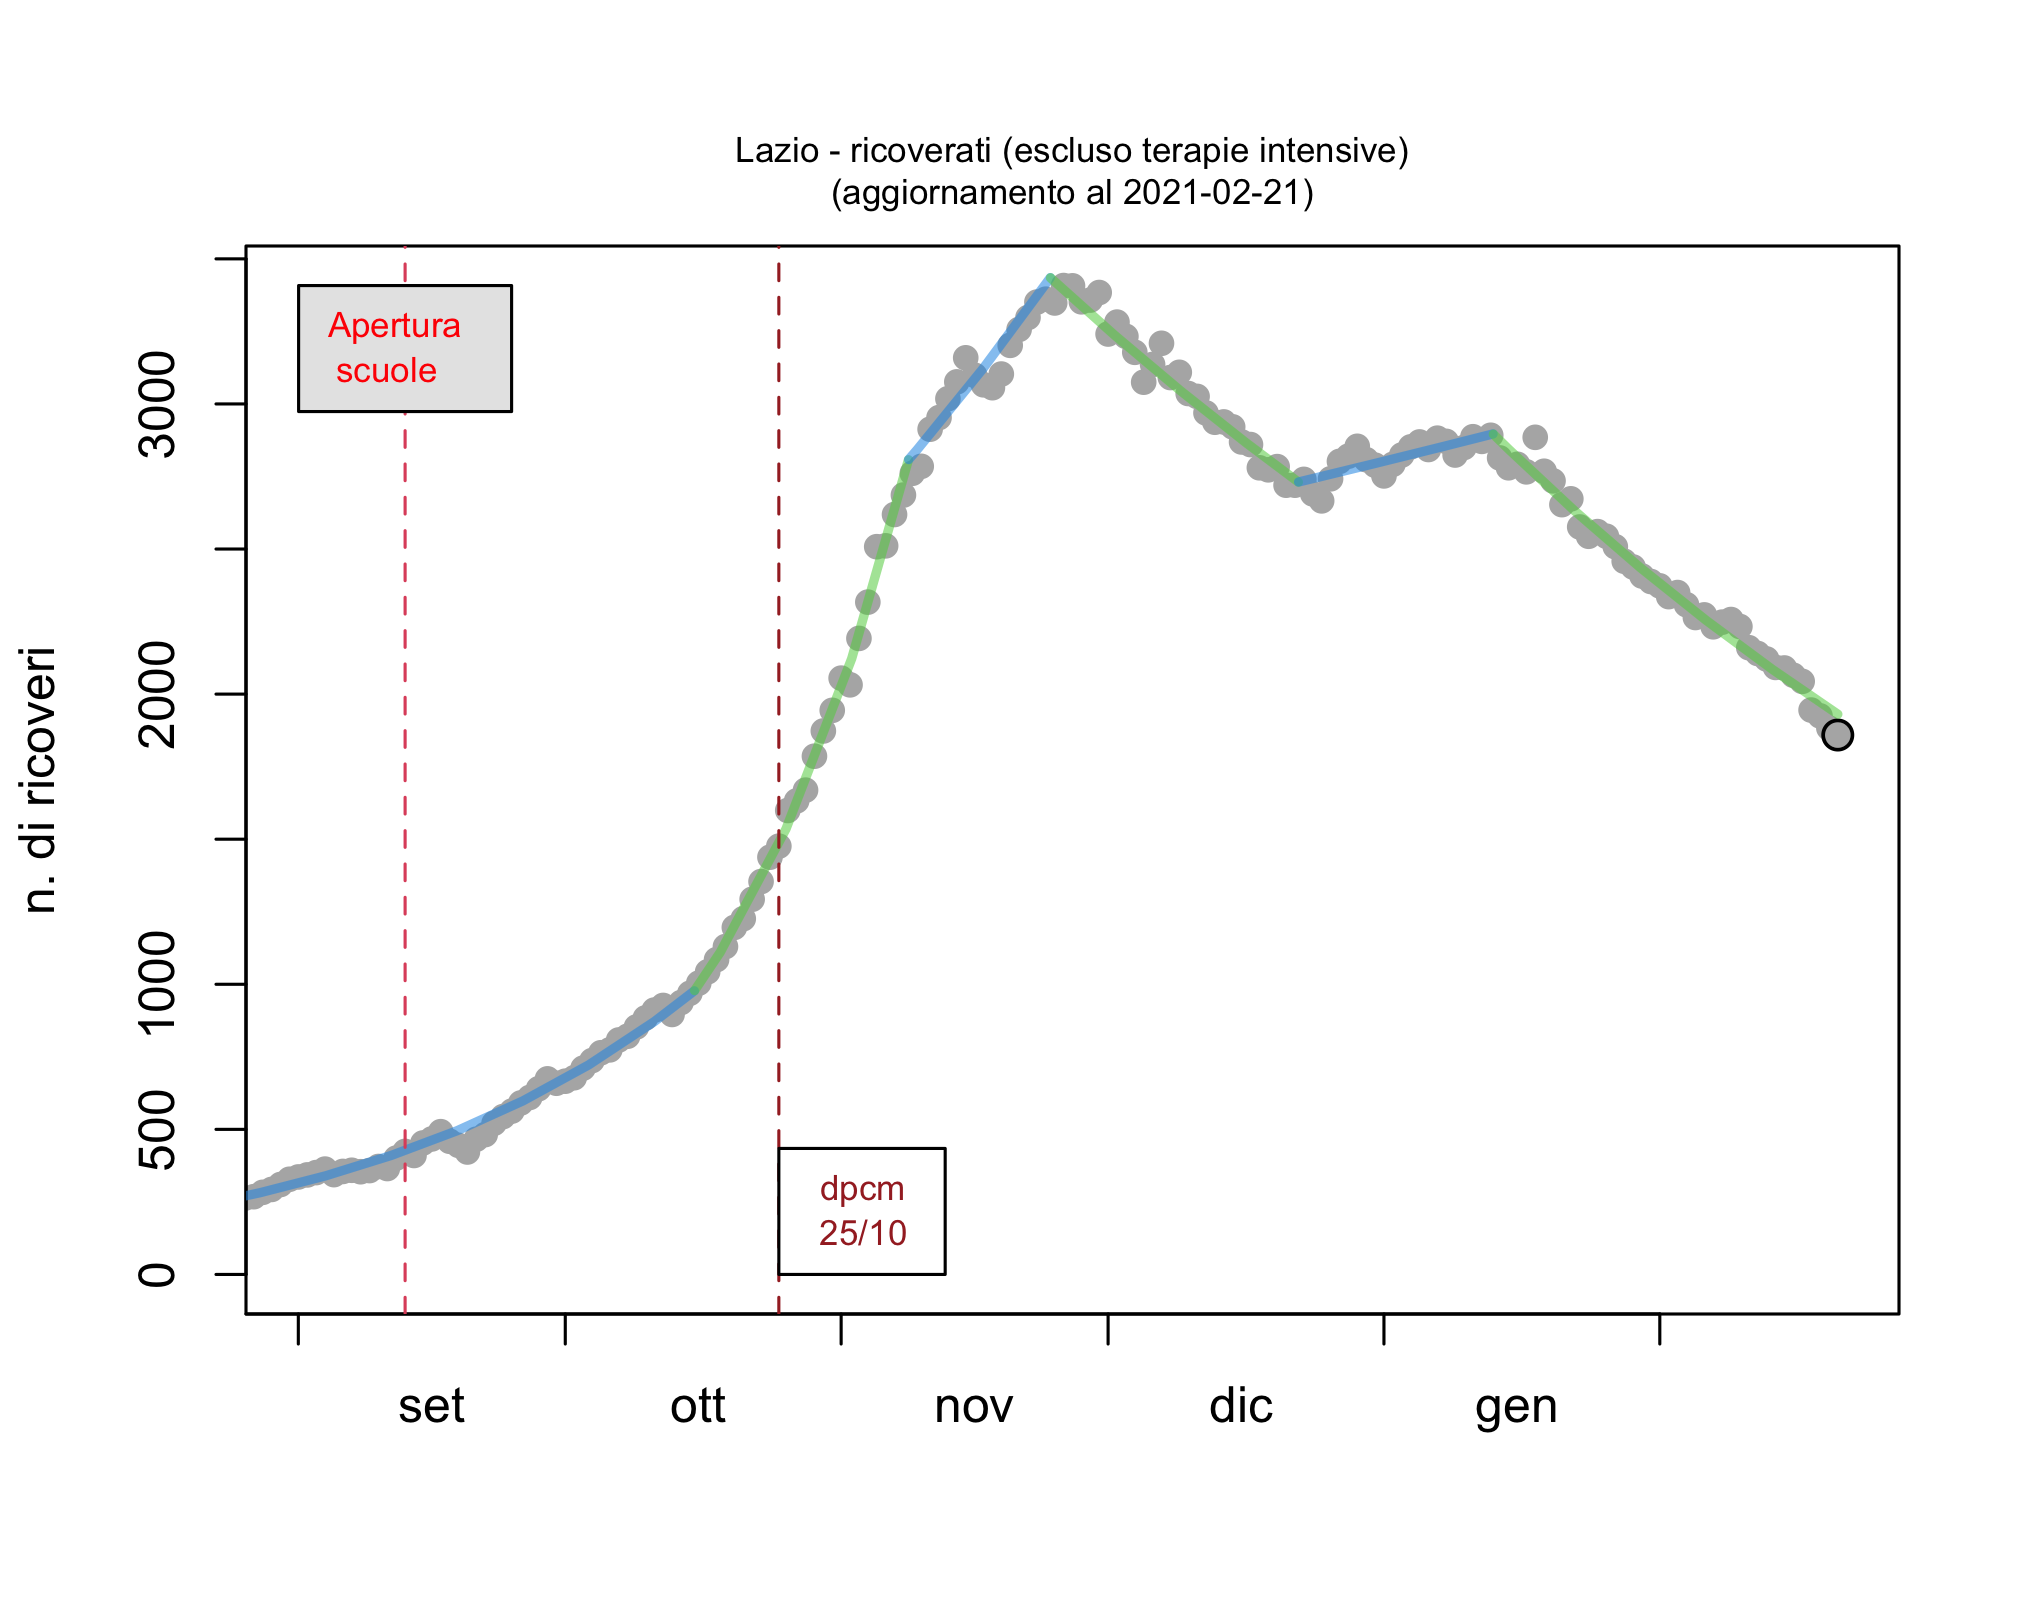 Lazio - ricoverati (escluso terapie intensive)
(aggiornamento al 2021-02-21)
Apertura
scuole
n. di ricoveri
3000
2000
1000
500
0
dpcm
25/10
set
ott
nov
dic
gen